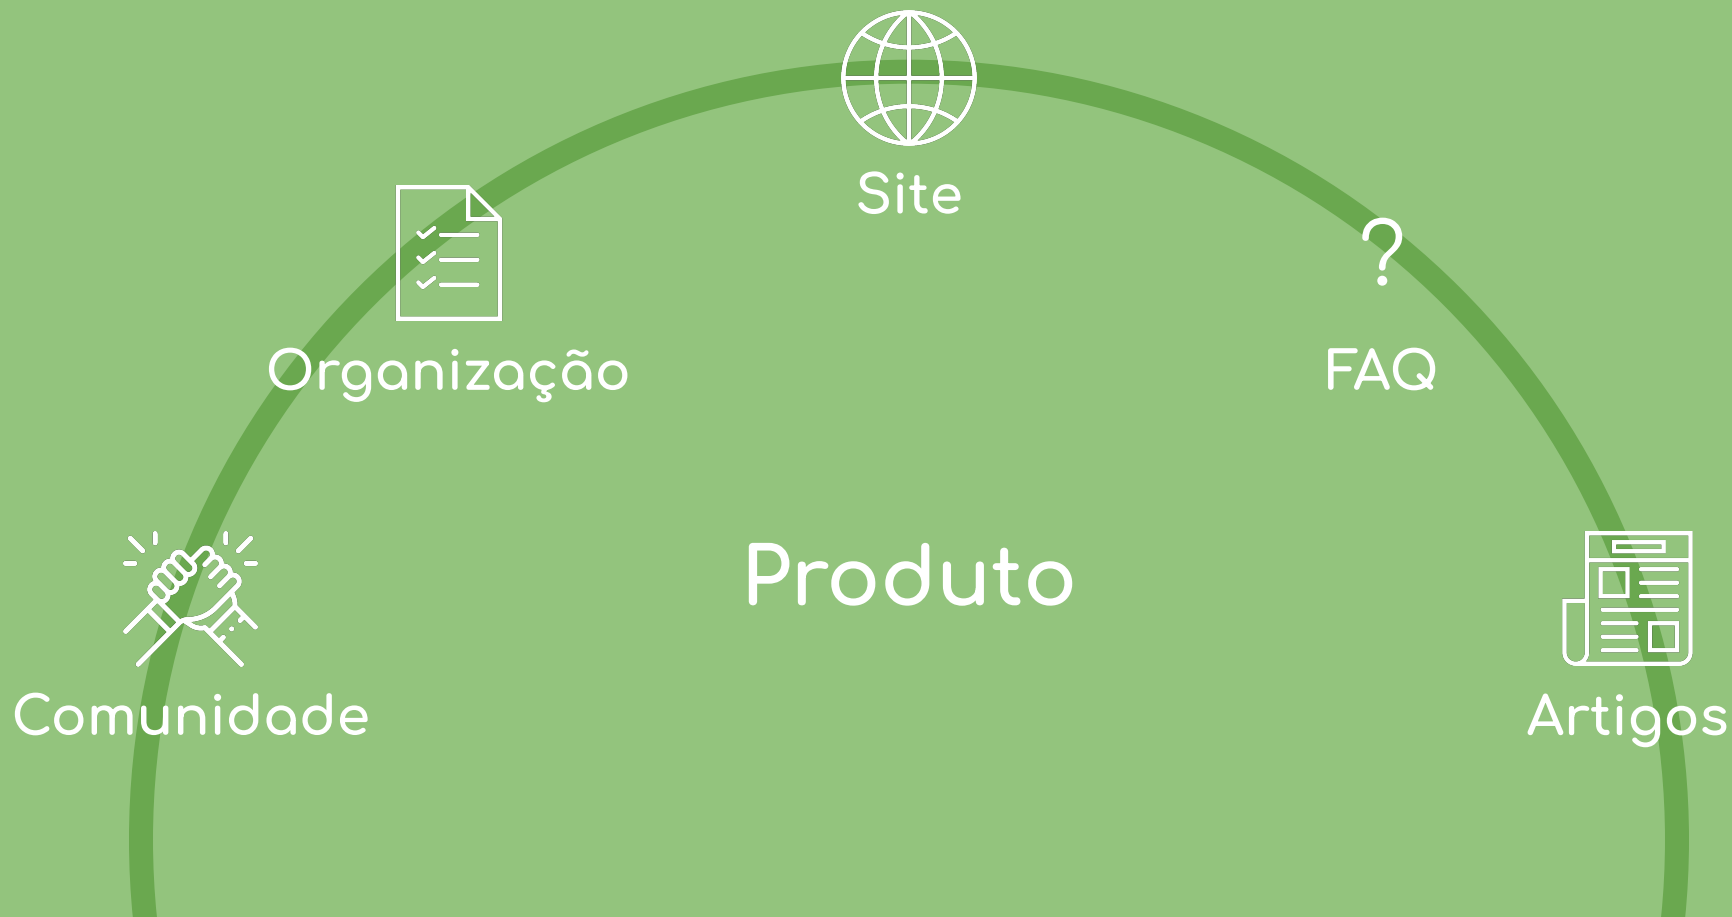 Site
Organização
?
FAQ
Produto
Comunidade
Artigos